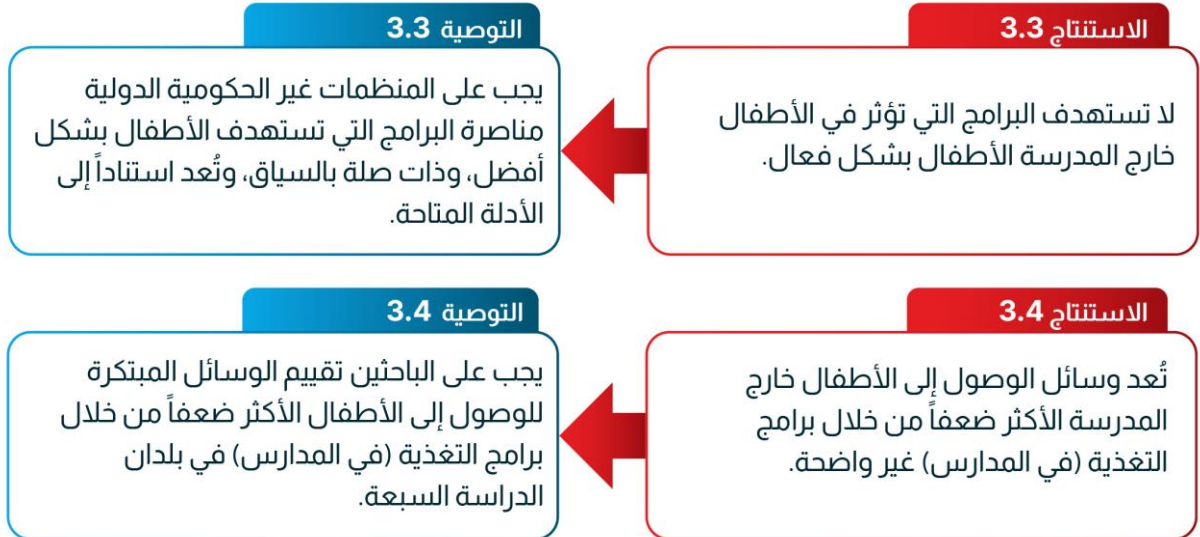 الاستنتاج 3.3
لا تستهدف البرامج التي تؤثر في الأطفال
خارج المدرسة الأطفال بشكل فعال.
التوصية 3.3
يجب على المنظمات غير الحكومية الدولية
مناصرة البرامج التي تستهدف الأطفال بشكل
أفضل، وذات صلة بالسياق، وتُعد استناداً إلى
الأدلة المتاحة.
الاستنتاج 3.4
تُعد وسائل الوصول إلى الأطفال خارج
المدرسة الأكثر ضعفاً من خلال برامج
التغذية (في المدارس) غير واضحة.
التوصية 3.4
يجب على الباحثين تقييم الوسائل المبتكرة
للوصول إلى الأطفال الأكثر ضعفاً من خلال
برامج التغذية (في المدارس) في بلدان
الدراسة السبعة.